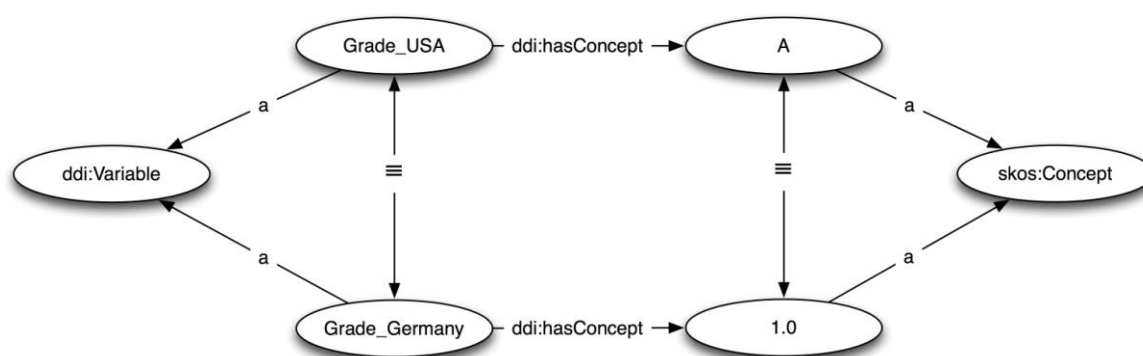 Grade_USA ddi:hasConcept A
a a
ddi:Variable ≡ ≡ skos:Concept
a a
Grade_Germany ddi:hasConcept 1.0